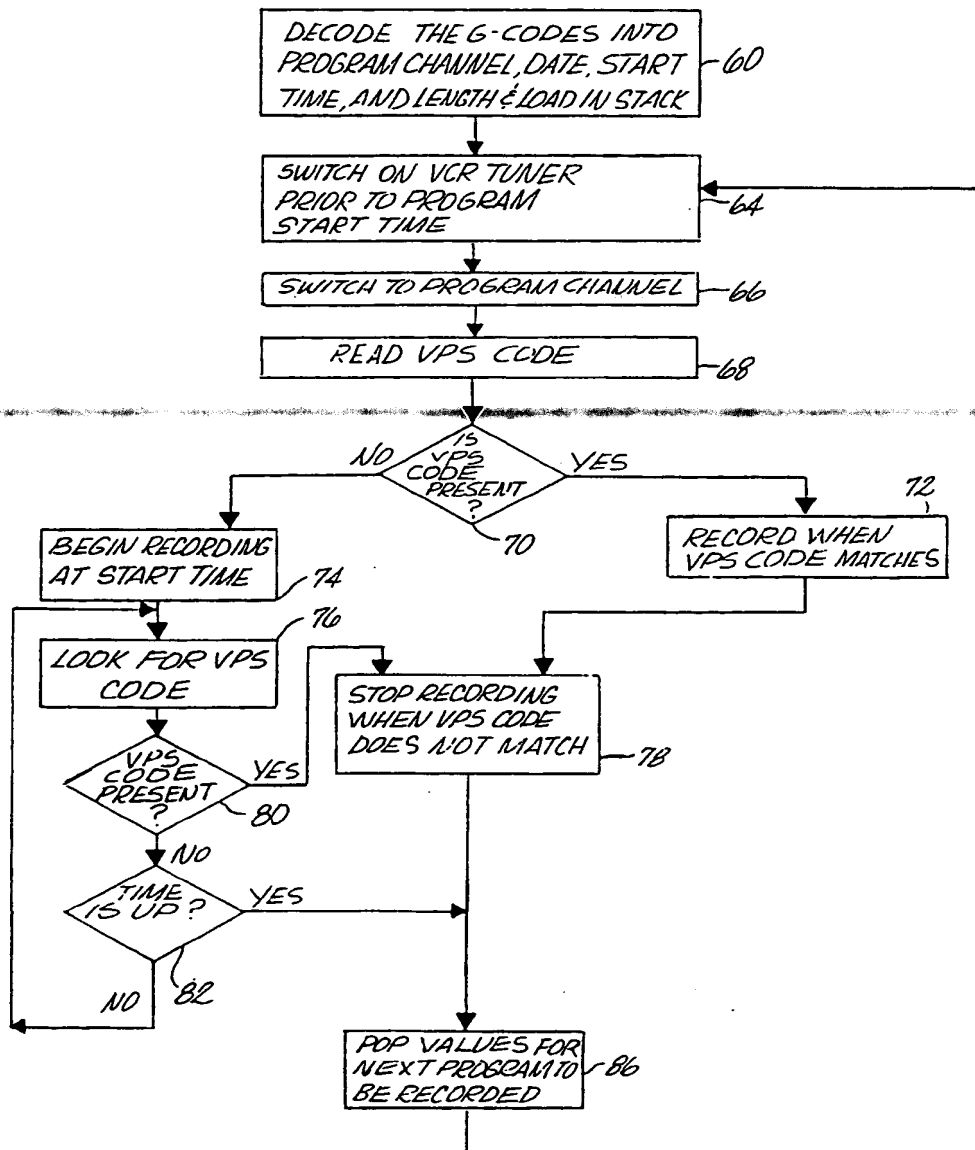 DECODE THE G-CODES INTO
PROGRAM CHANNEL, DATE, START
TIME, AND LENGTH & LOAD IN STACK
60
SWITCH ON VCR TUNER
PRIOR TO PROGRAM
START TIME
64
SWITCH TO PROGRAM CHANNEL
66
READ VPS CODE
68
IS
VPS
CODE
PRESENT
?
NO
YES
70
72
BEGIN RECORDING
AT START TIME
74
RECORD WHEN
VPS CODE MATCHES
76
LOOK FOR VPS
CODE
STOP RECORDING
WHEN VPS CODE
DOES NOT MATCH
78
VPS
CODE
PRESENT
?
YES
80
NO
TIME
IS UP?
YES
82
NO
POP VALUES FOR
NEXT PROGRAM TO
BE RECORDED
86